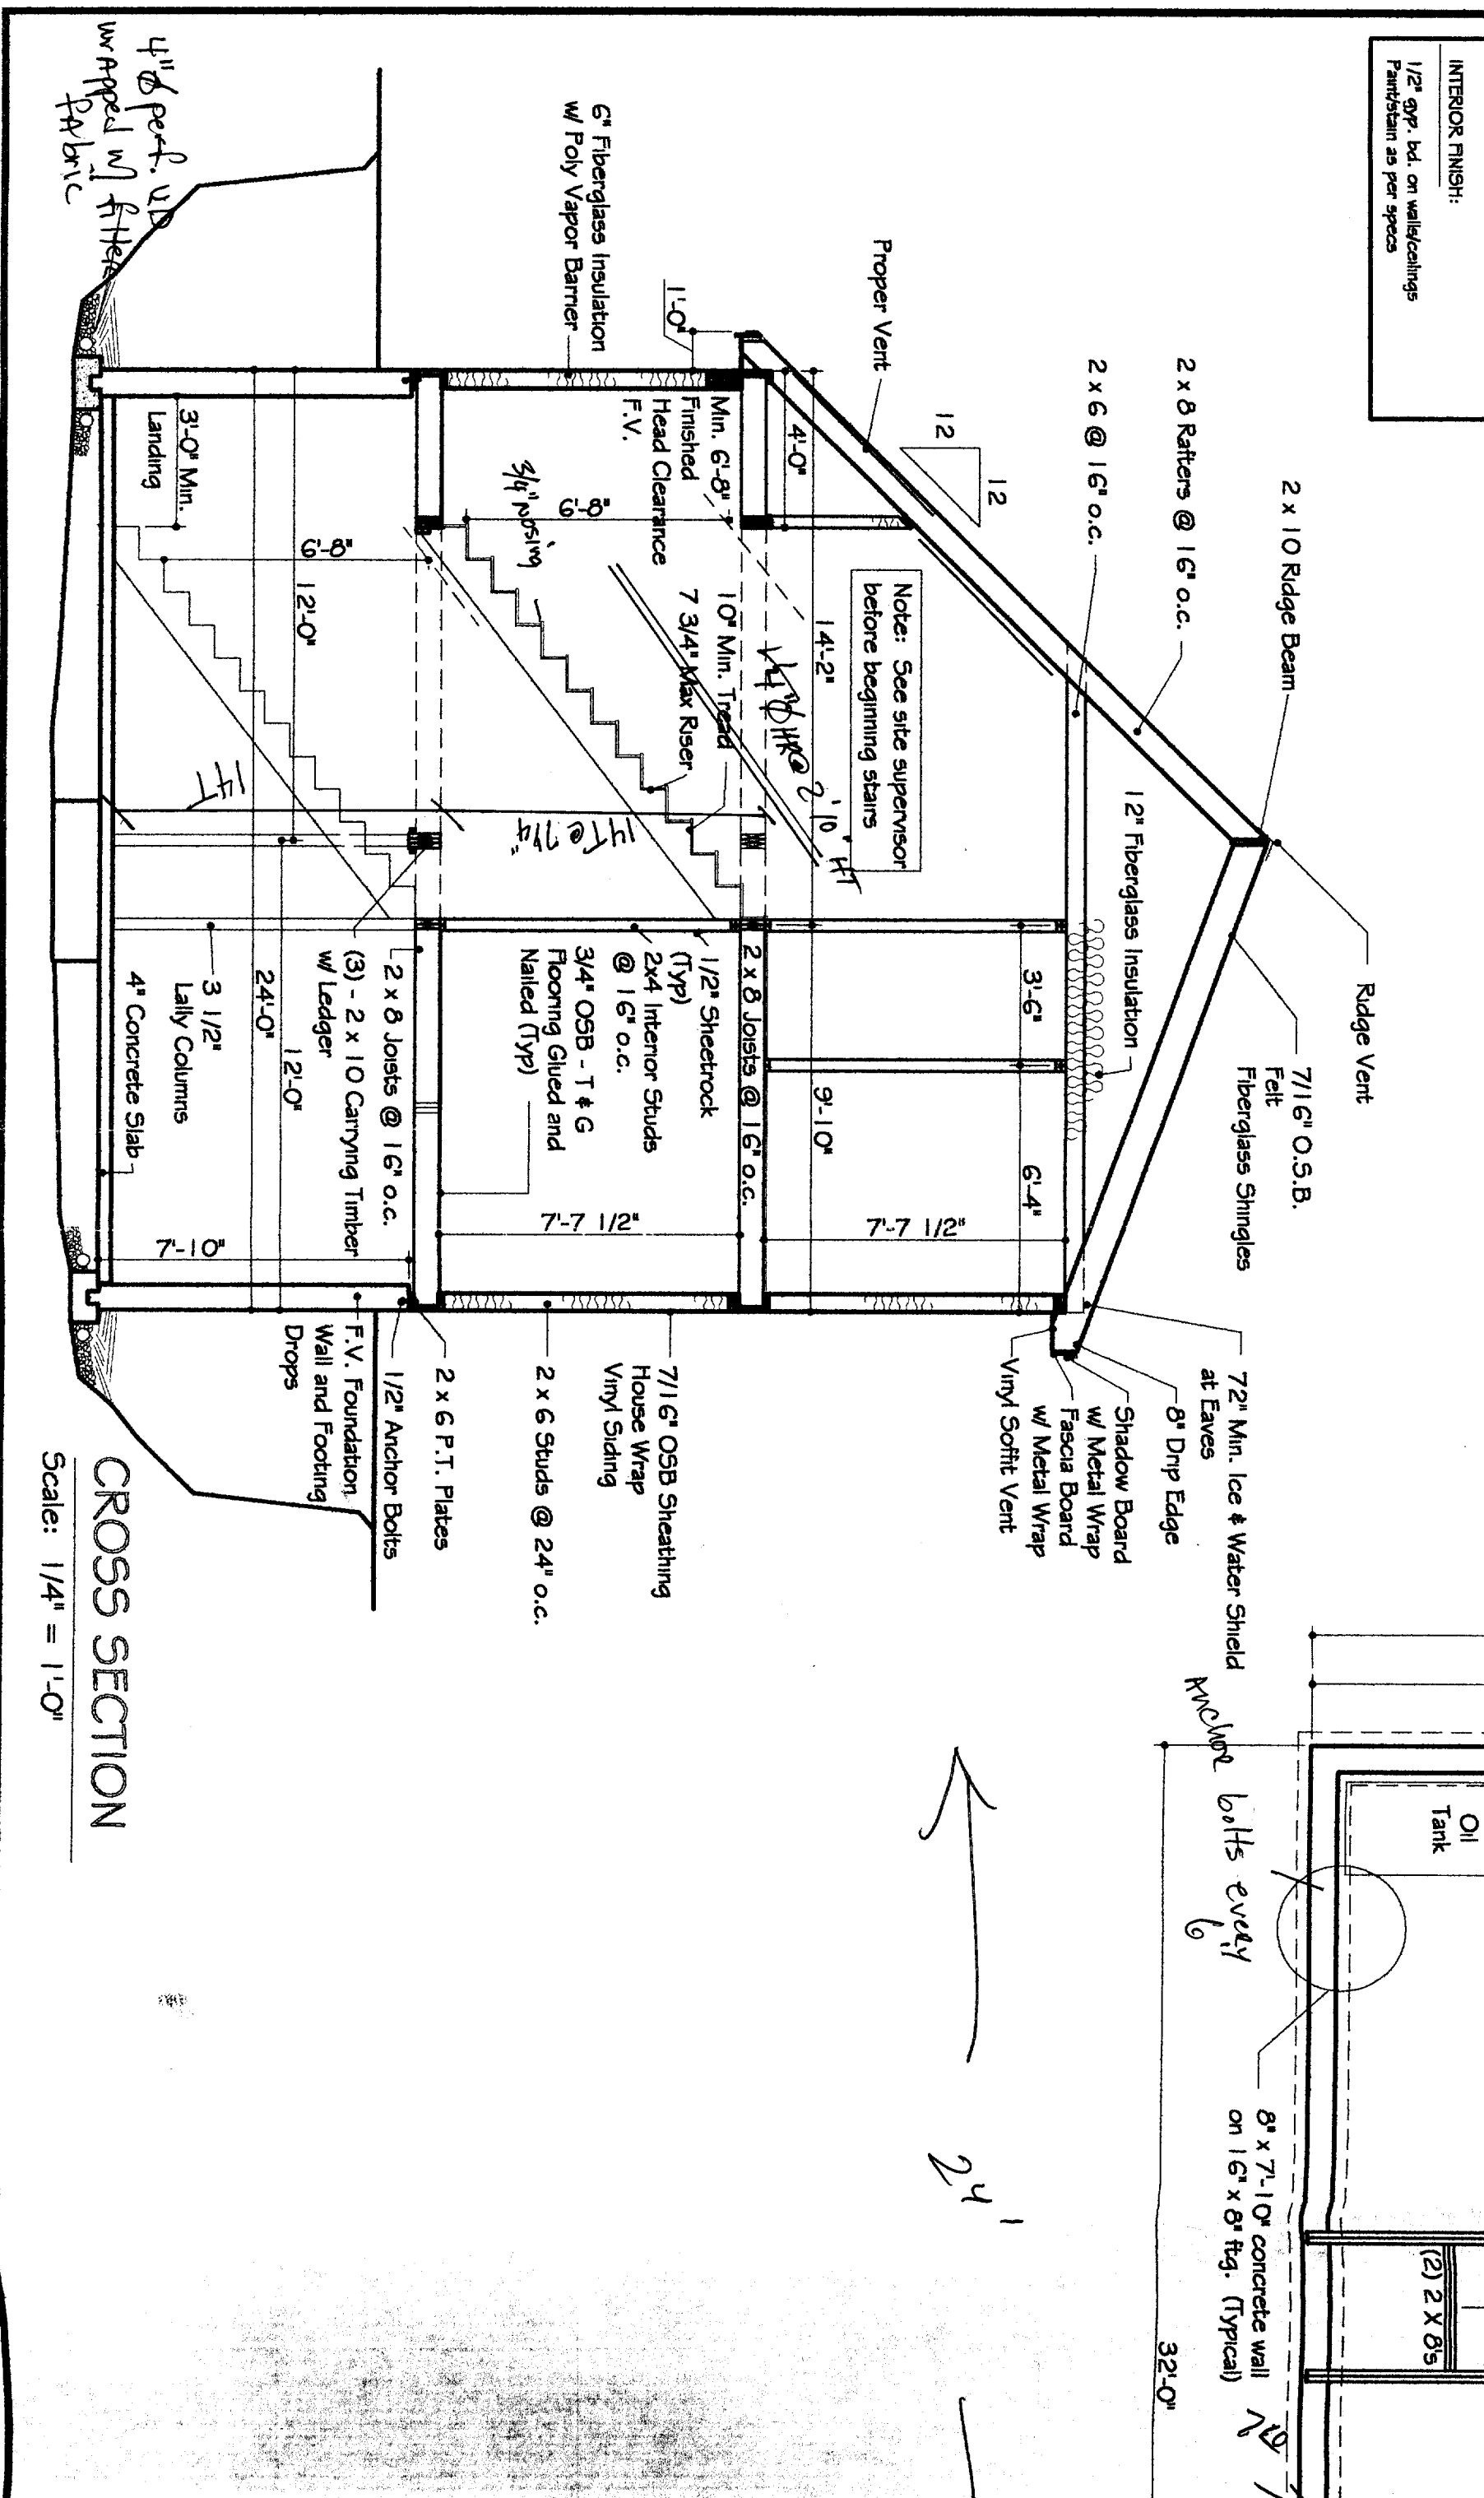 INTERIOR FINISH:
1/2" gyp. bd. on walls/ceilings
Paint/stain as per specs
2 x 10 Ridge Beam
2 x 8 Rafters @ 16" o.c.
2 x 6 @ 16" o.c.
Proper Vent
12
12
Ridge Vent
7/16" O.S.B.
Felt
Fiberglass Shingles
12" Fiberglass Insulation
Note: See site supervisor
before beginning stairs
72" Min. Ice & Water Shield
at Eaves
8" Drip Edge
Shadow Board
w/ Metal Wrap
Fascia Board
w/ Metal Wrap
Vinyl Soffit Vent
3'-6"
6'-4"
7'-7 1/2"
4'-0"
14'-2"
9'-10"
1'-0"
6" Fiberglass Insulation
w/ Poly Vapor Barrier
Min. 6'-8"
Finished
Head Clearance
F.V.
6'-8"
3/4" Nosing
10" Min. Tread
7 3/4" Max Riser
2'10" HT
14T @ 7 3/4"
2 x 8 Joists @ 16" o.c.
1/2" Sheetrock
(Typ)
2x4 Interior Studs
@ 16" o.c.
3/4" OSB - T & G
Flooring Glued and
Nailed (Typ)
7'-7 1/2"
7/16" OSB Sheathing
House Wrap
Vinyl Siding
2 x 6 Studs @ 24" o.c.
2 x 6 P.T. Plates
1/2" Anchor Bolts
F.V. Foundation
Wall and Footing
Drops
2 x 8 Joists @ 16" o.c.
(3) - 2 x 10 Carrying Timber
w/ Ledger
6'-8"
12'-0"
12'-0"
24'-0"
14T
3'-0" Min.
Landing
3 1/2"
Lally Columns
4" Concrete Slab
7'-10"
4"ø perf. UD
wrapped w/ filter
fabric
CROSS SECTION
Scale: 1/4" = 1'-0"
Oil
Tank
Anchor bolts every
6'
8" x 7'-10" concrete wall
on 16" x 8" ftg. (Typical)
(2) 2 X 8's
32'-0"
24'